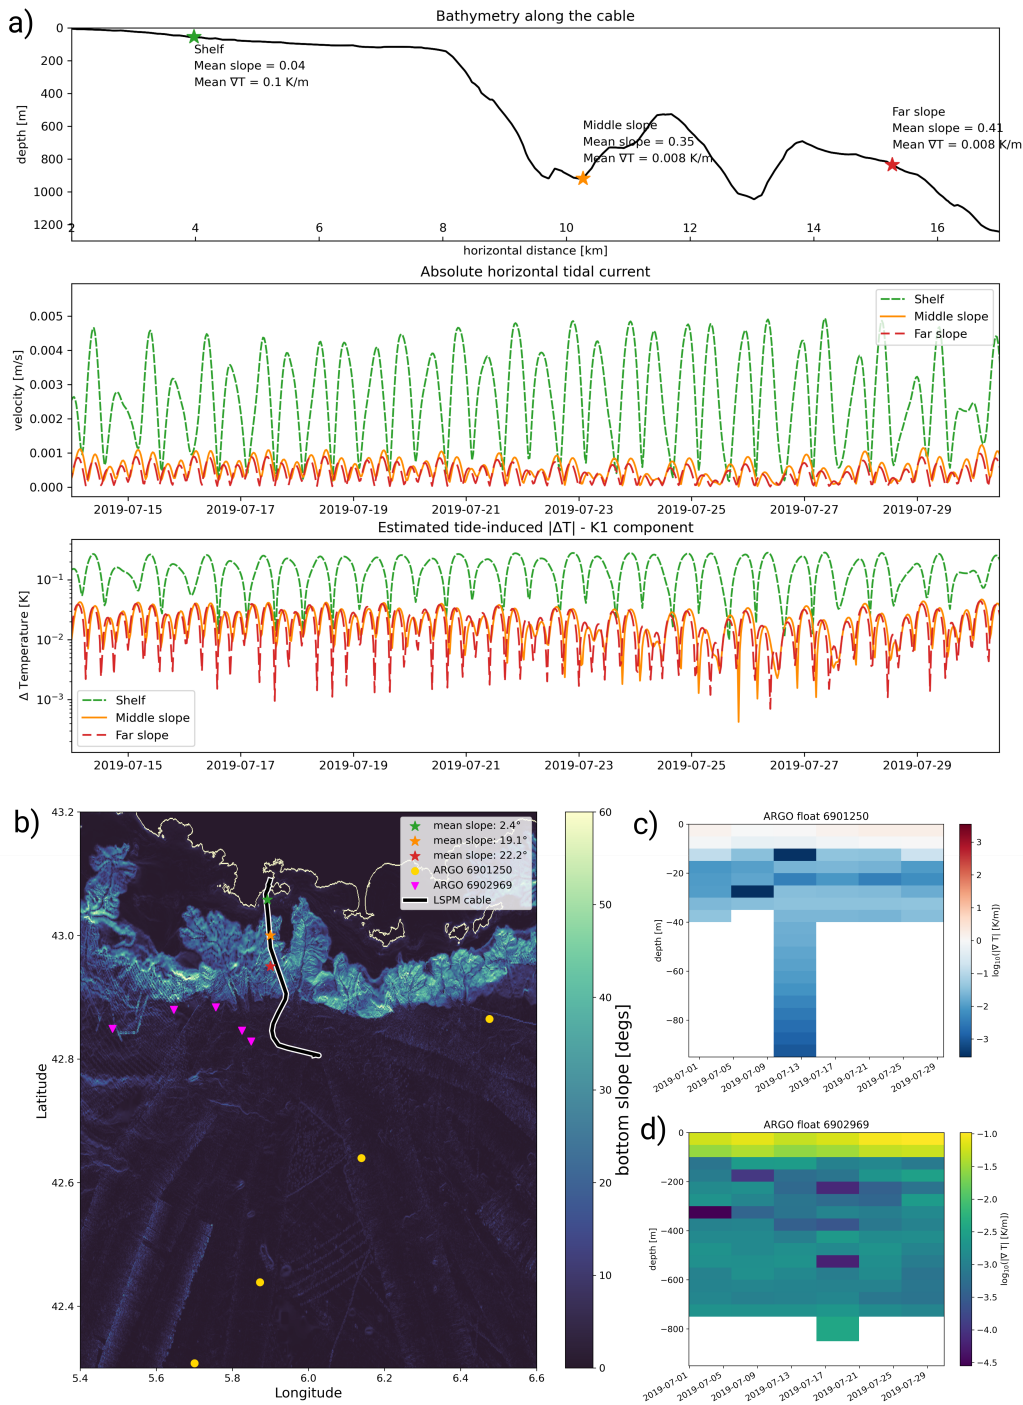 a)
Bathymetry along the cable
0
200
400
600
800
1000
1200
depth [m]
Shelf
Mean slope = 0.04
Mean ∇T = 0.1 K/m
Middle slope
Mean slope = 0.35
Mean ∇T = 0.008 K/m
Far slope
Mean slope = 0.41
Mean ∇T = 0.008 K/m
2 4 6 8 10 12 14 16
horizontal distance [km]
Absolute horizontal tidal current
0.005
0.004
0.003
0.002
0.001
0.000
velocity [m/s]
Shelf
Middle slope
Far slope
2019-07-15 2019-07-17 2019-07-19 2019-07-21 2019-07-23 2019-07-25 2019-07-27 2019-07-29
Estimated tide-induced |ΔT| - K1 component
10⁻¹
10⁻²
10⁻³
Δ Temperature [K]
Shelf
Middle slope
Far slope
2019-07-15 2019-07-17 2019-07-19 2019-07-21 2019-07-23 2019-07-25 2019-07-27 2019-07-29
b)
43.2
43.0
42.8
42.6
42.4
Latitude
mean slope: 2.4°
mean slope: 19.1°
mean slope: 22.2°
ARGO 6901250
ARGO 6902969
LSPM cable
5.4 5.6 5.8 6.0 6.2 6.4 6.6
Longitude
60
50
40
30
20
10
0
bottom slope [degs]
c)
ARGO float 6901250
0
−20
−40
−60
−80
depth [m]
2019-07-01 2019-07-05 2019-07-09 2019-07-13 2019-07-17 2019-07-21 2019-07-25 2019-07-29
3
2
1
0
−1
−2
−3
log₁₀(|∇ T| [K/m])
d)
ARGO float 6902969
0
−200
−400
−600
−800
depth [m]
2019-07-01 2019-07-05 2019-07-09 2019-07-13 2019-07-17 2019-07-21 2019-07-25 2019-07-29
−1.0
−1.5
−2.0
−2.5
−3.0
−3.5
−4.0
−4.5
log₁₀(|∇ T| [K/m])